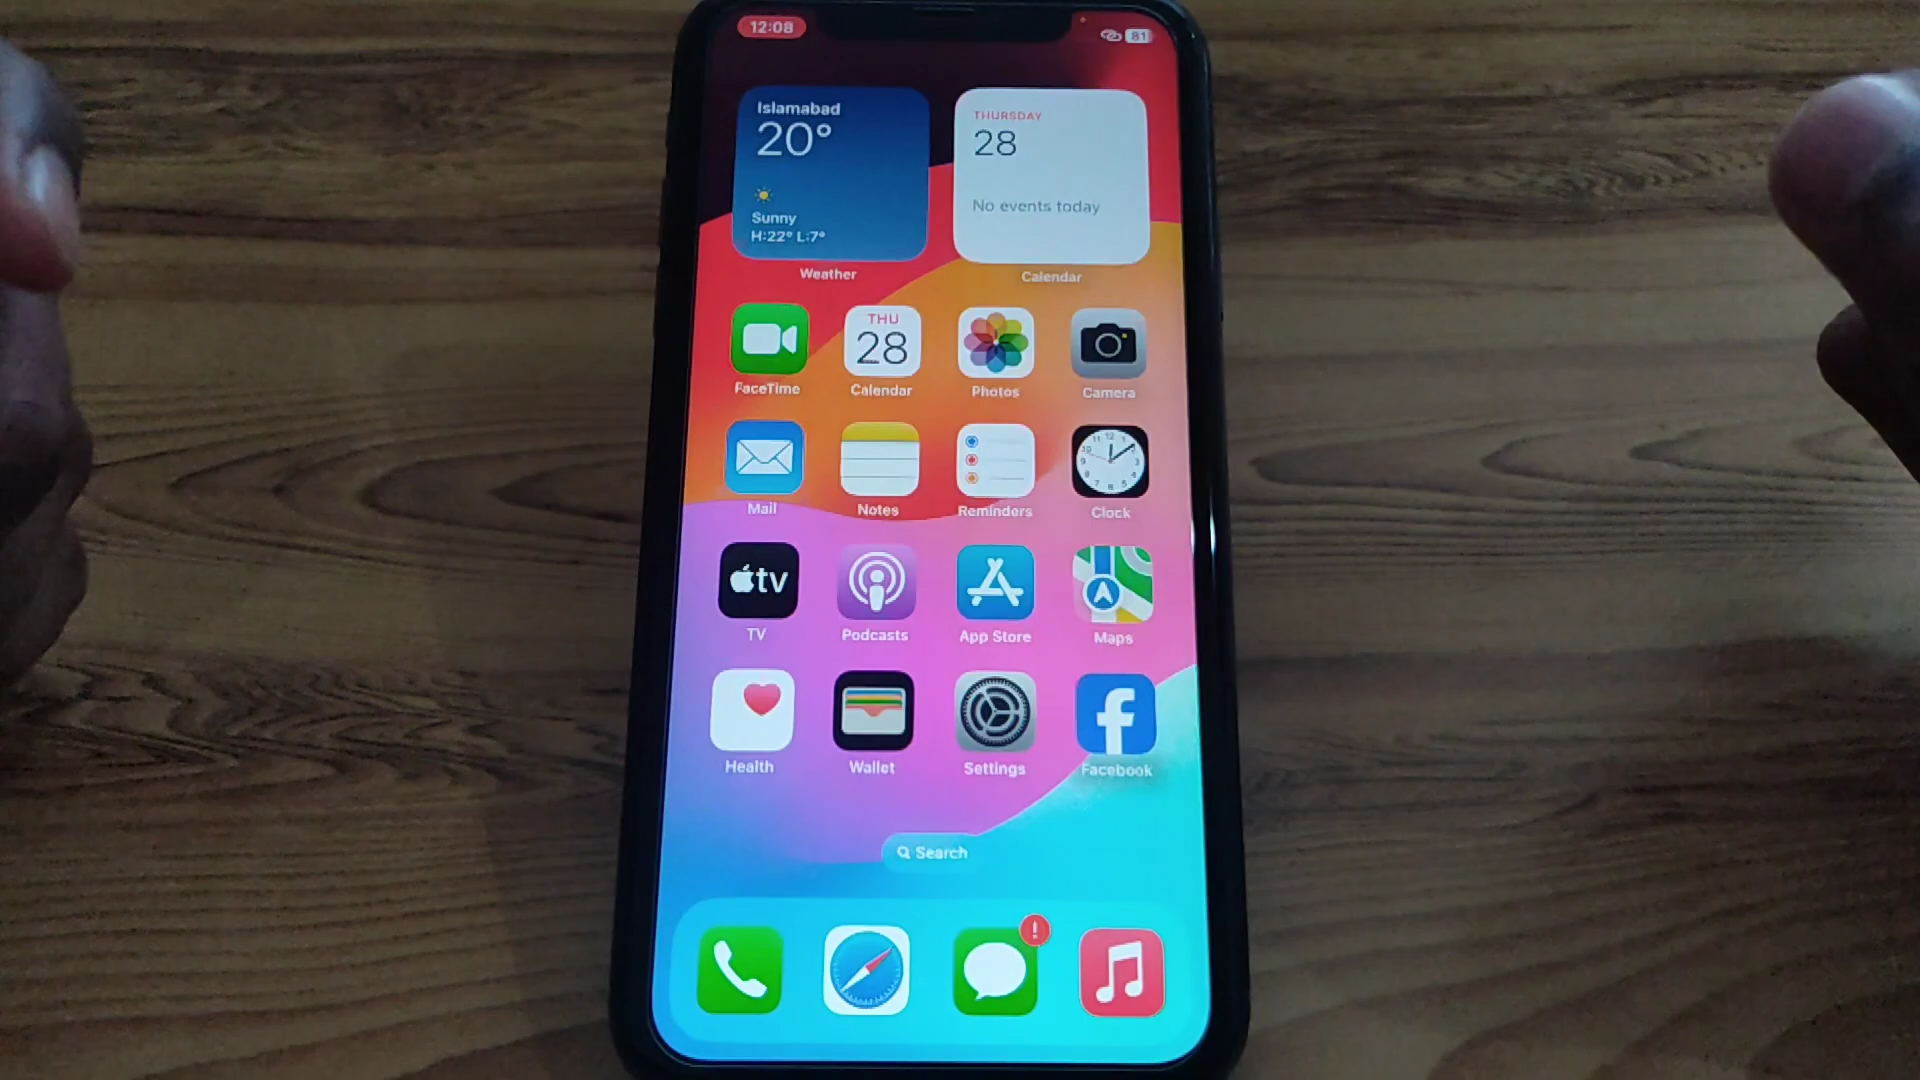 12:08
81
Islamabad
20°
Sunny
H:22° L:7°
Weather
THURSDAY
28
No events today
Calendar
THU
28
FaceTime
Calendar
Photos
Camera
Mail
Notes
Reminders
Clock
tv
TV
Podcasts
App Store
Maps
Health
Wallet
Settings
Facebook
Search
!